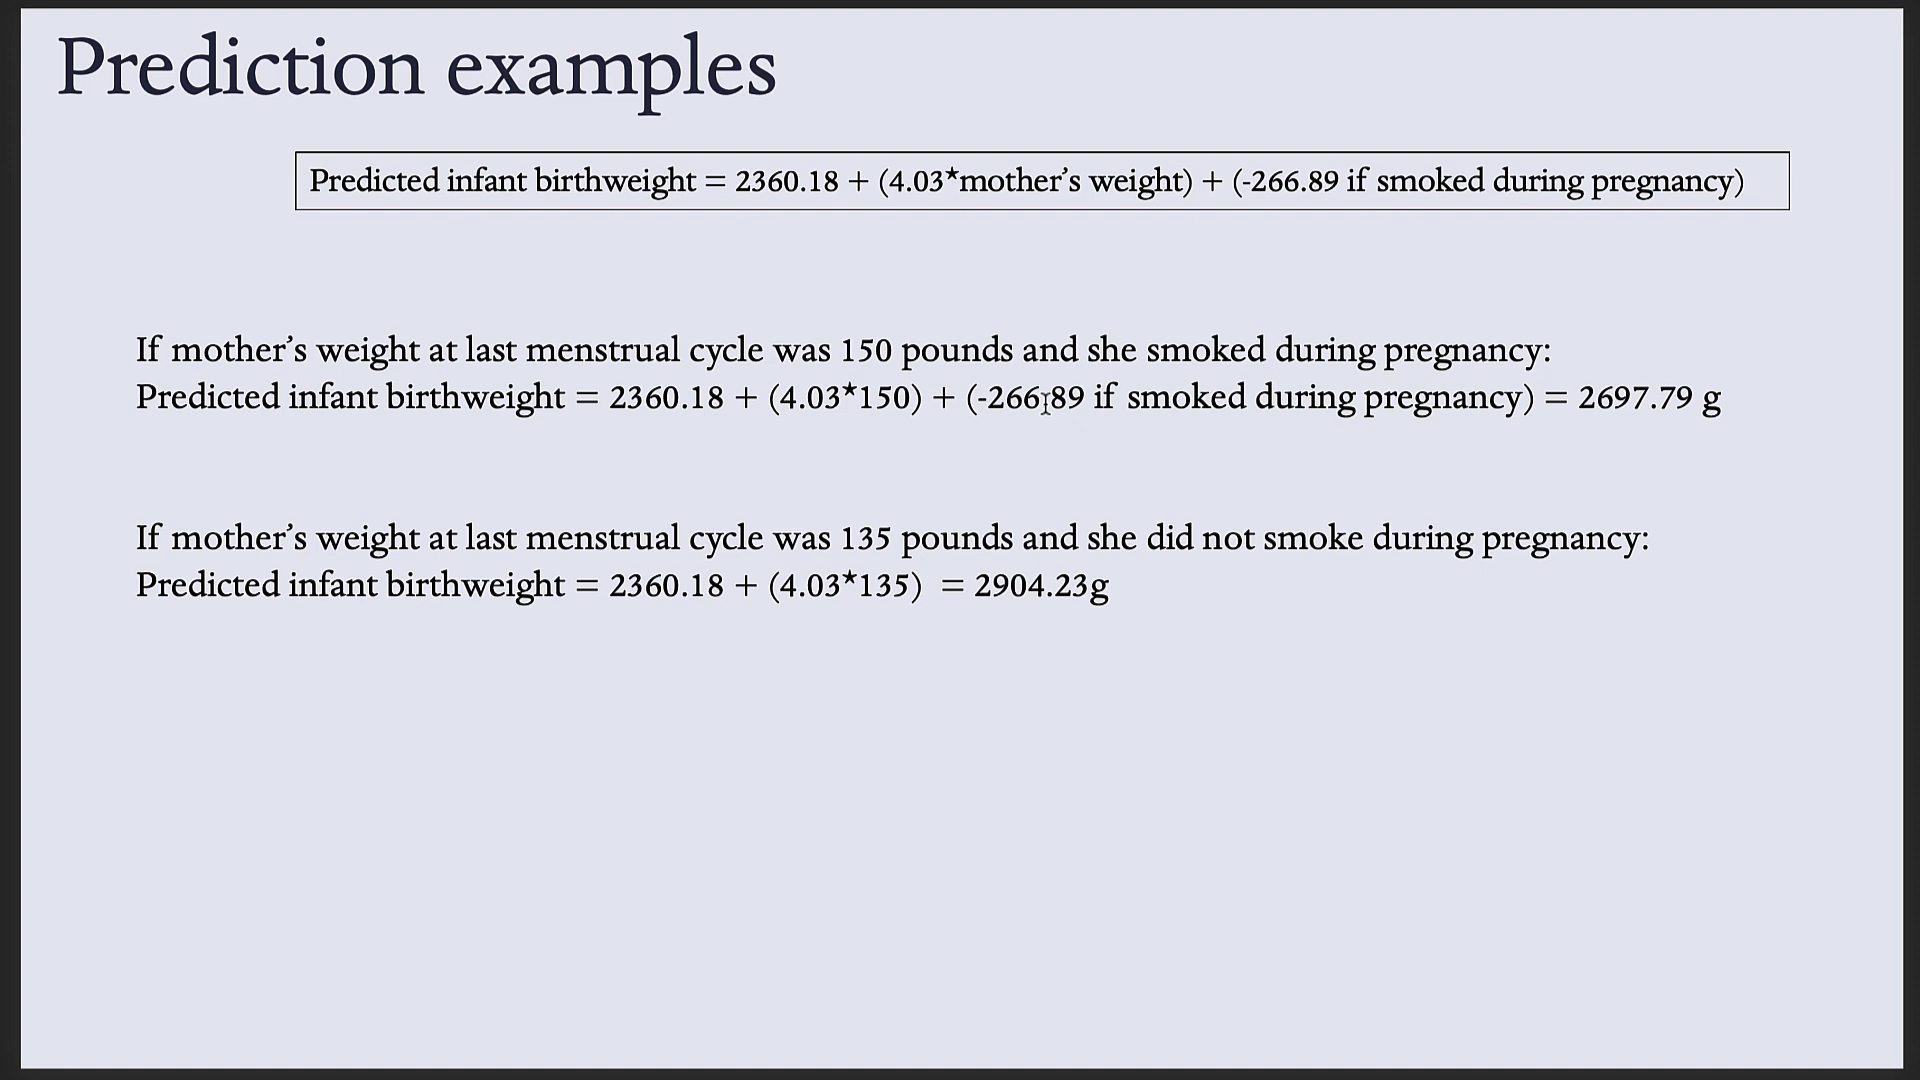 Prediction examples
Predicted infant birthweight = 2360.18 + (4.03*mother’s weight) + (-266.89 if smoked during pregnancy)
If mother’s weight at last menstrual cycle was 150 pounds and she smoked during pregnancy:
Predicted infant birthweight = 2360.18 + (4.03*150) + (-266.89 if smoked during pregnancy) = 2697.79 g
If mother’s weight at last menstrual cycle was 135 pounds and she did not smoke during pregnancy:
Predicted infant birthweight = 2360.18 + (4.03*135) = 2904.23g